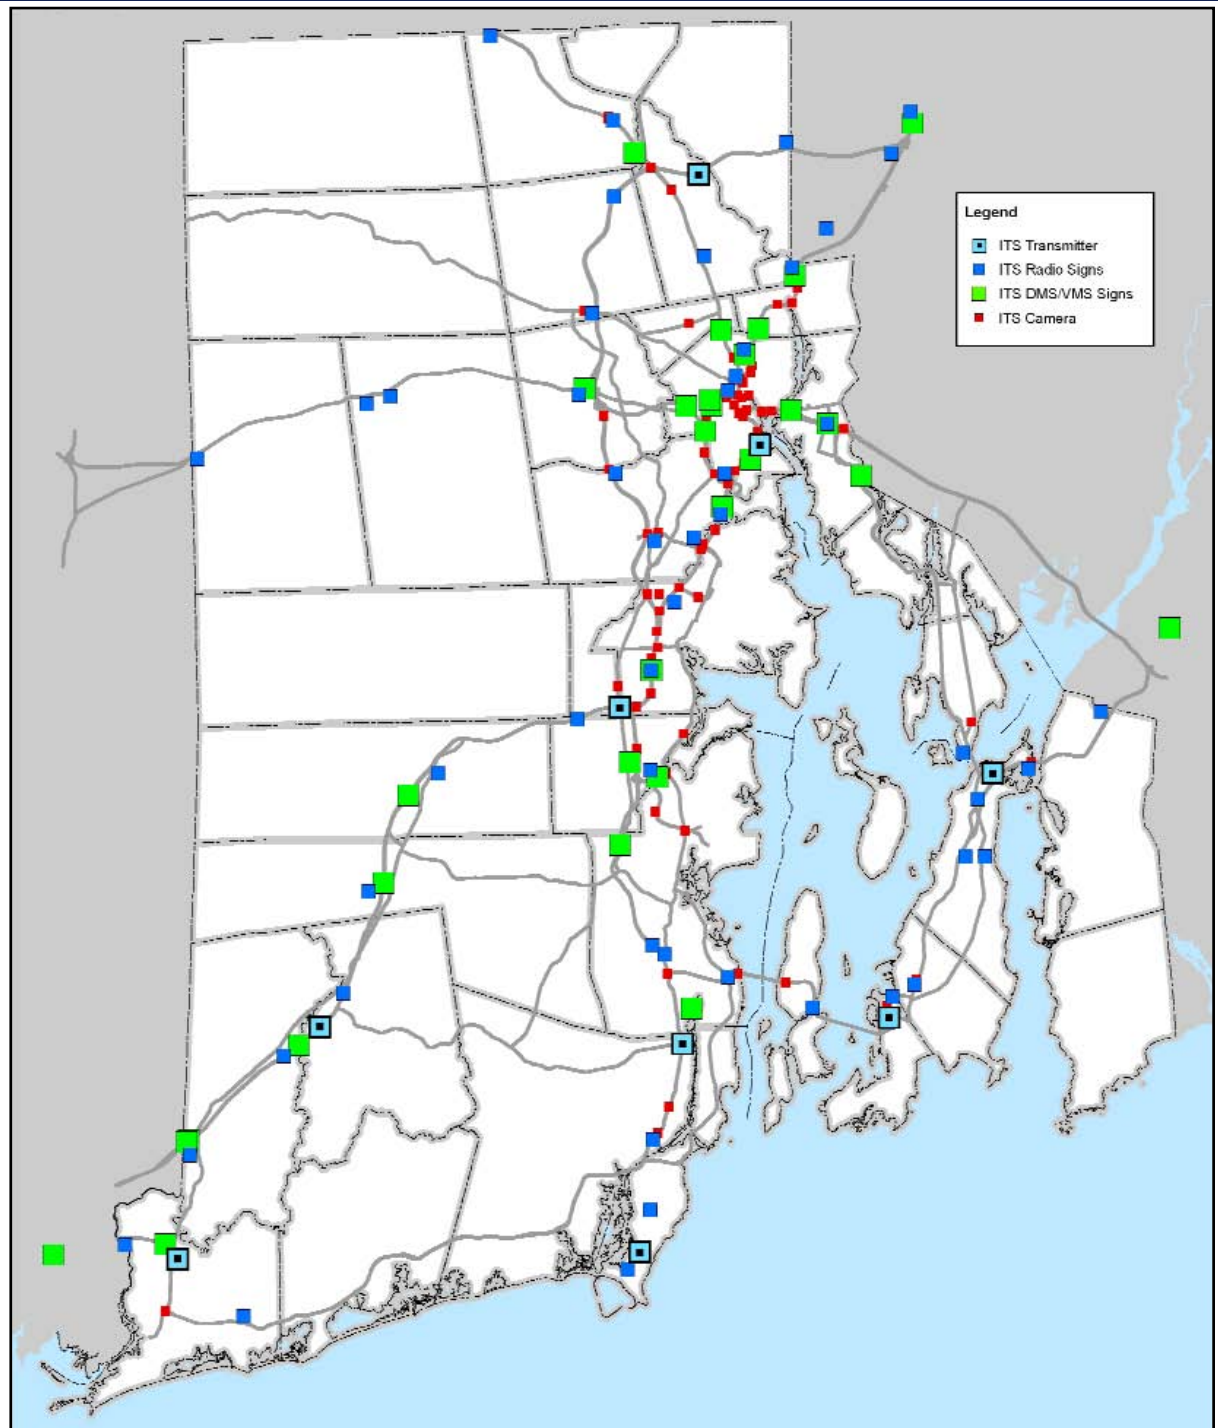 Legend
ITS Transmitter
ITS Radio Signs
ITS DMS/VMS Signs
ITS Camera